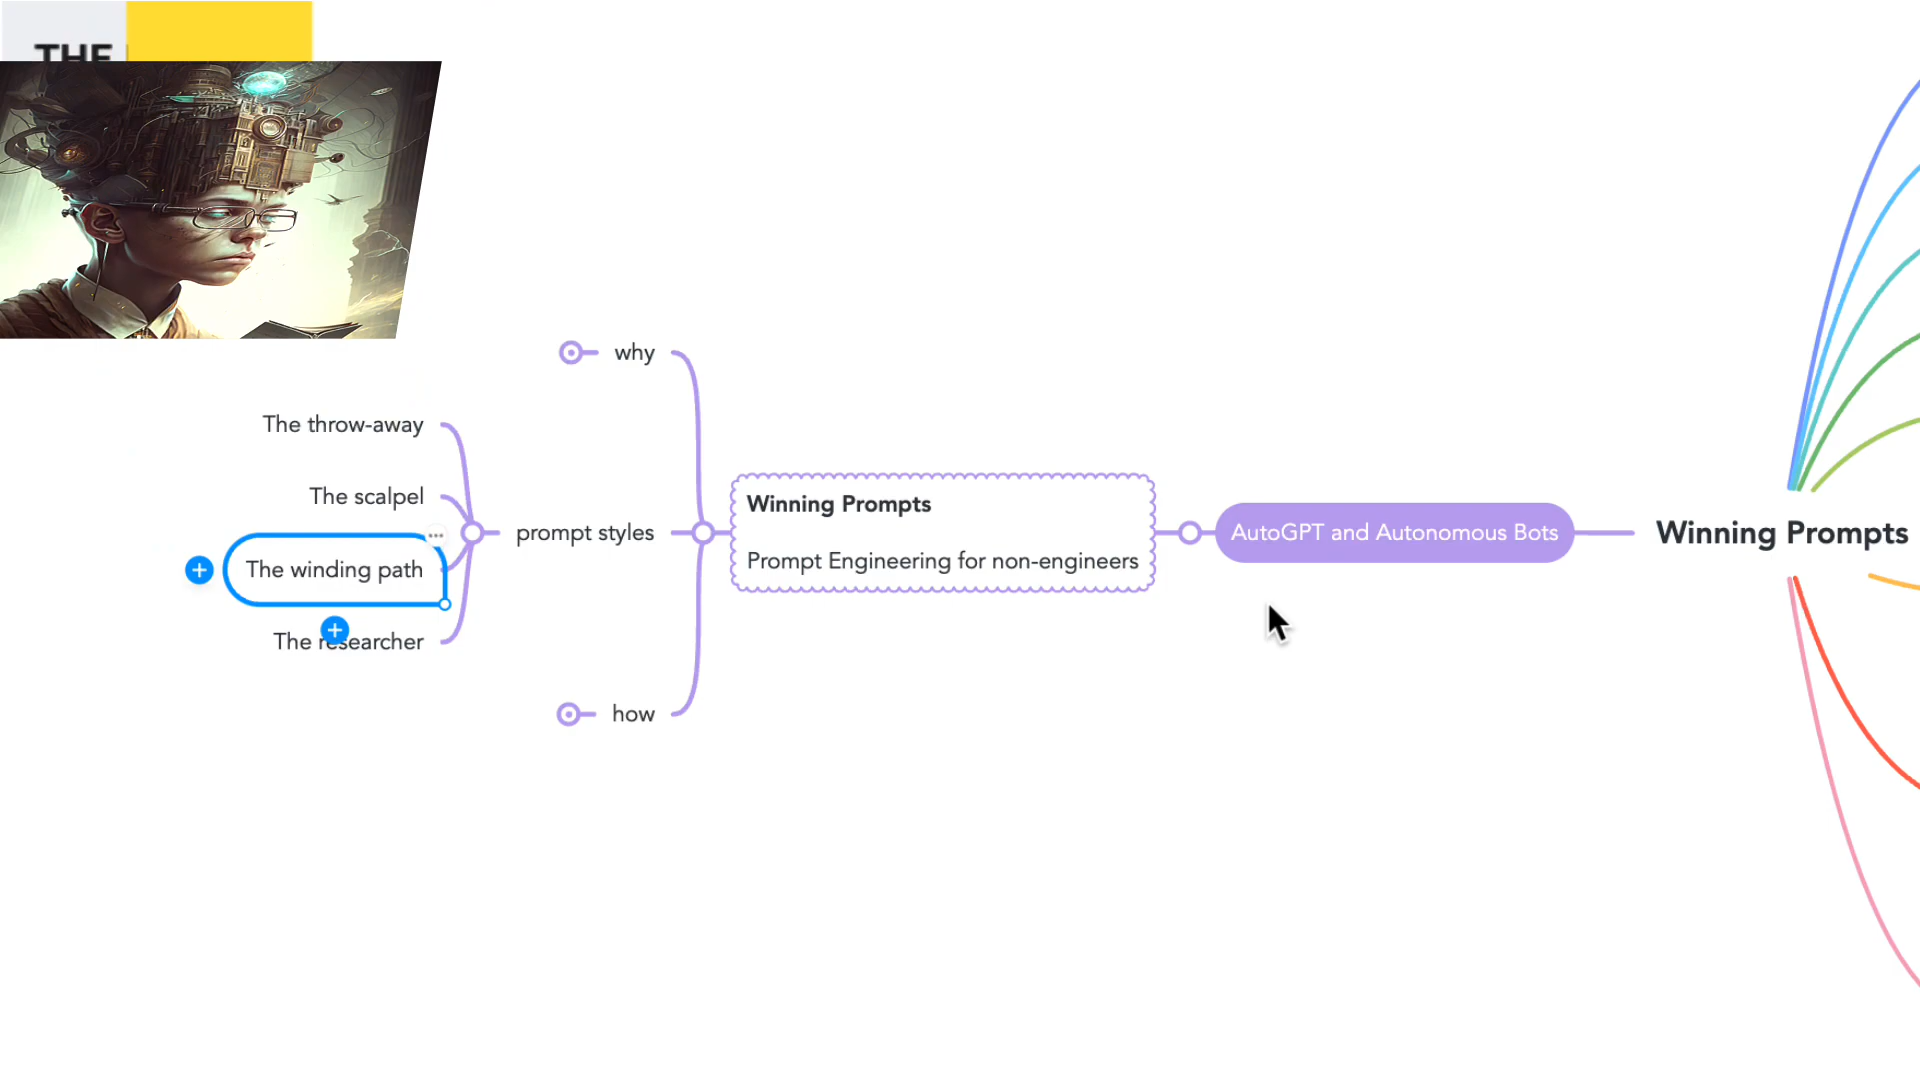 THE
why
The throw-away
The scalpel
prompt styles
The winding path
The researcher
how
Winning Prompts
Prompt Engineering for non-engineers
AutoGPT and Autonomous Bots
Winning Prompts